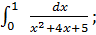 ∫₀¹ dx / (x²+4x+5) ;